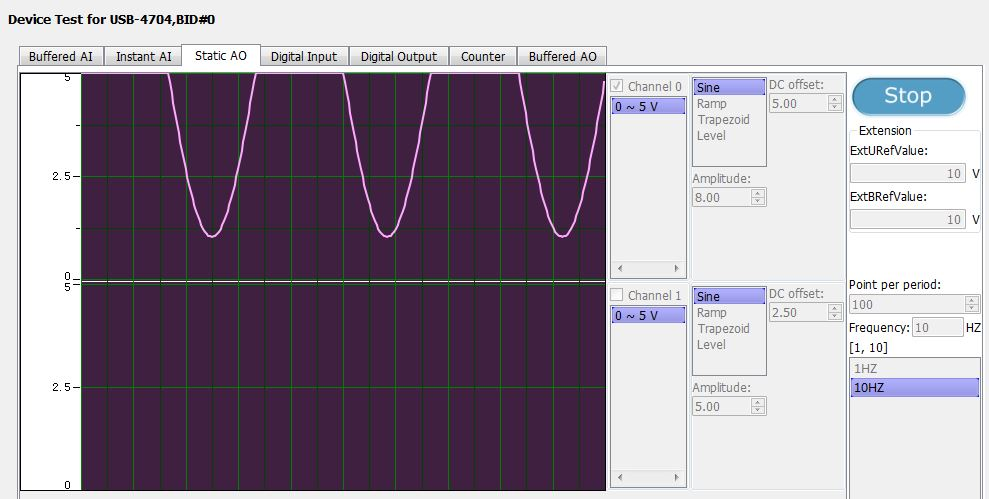 Device Test for USB-4704,BID#0
Buffered AI Instant AI Static AO Digital Input Digital Output Counter Buffered AO
5
2.5
0
Channel 0
0 ~ 5 V
Sine
Ramp
Trapezoid
Level
DC offset:
5.00
Amplitude:
8.00
5
2.5
0
Channel 1
0 ~ 5 V
Sine
Ramp
Trapezoid
Level
DC offset:
2.50
Amplitude:
5.00
Stop
Extension
ExtURefValue:
10 V
ExtBRefValue:
10 V
Point per period:
100
Frequency: 10 HZ
[1, 10]
1HZ
10HZ